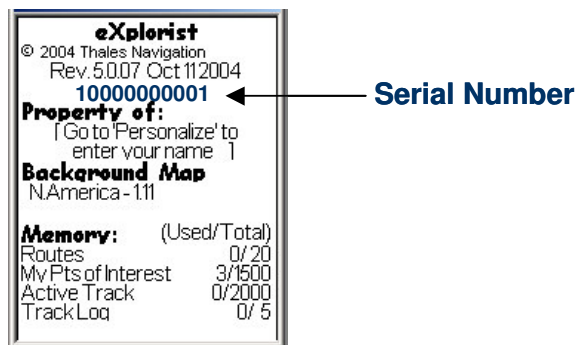 eXplorist
© 2004 Thales Navigation
Rev. 5.0.07 Oct 11 2004
10000000001
Serial Number
Property of:
[ Go to 'Personalize' to
enter your name ]
Background Map
N.America - 1.11
Memory: (Used/Total)
Routes 0/ 20
My Pts of Interest 3/1500
Active Track 0/2000
Track Log 0/ 5